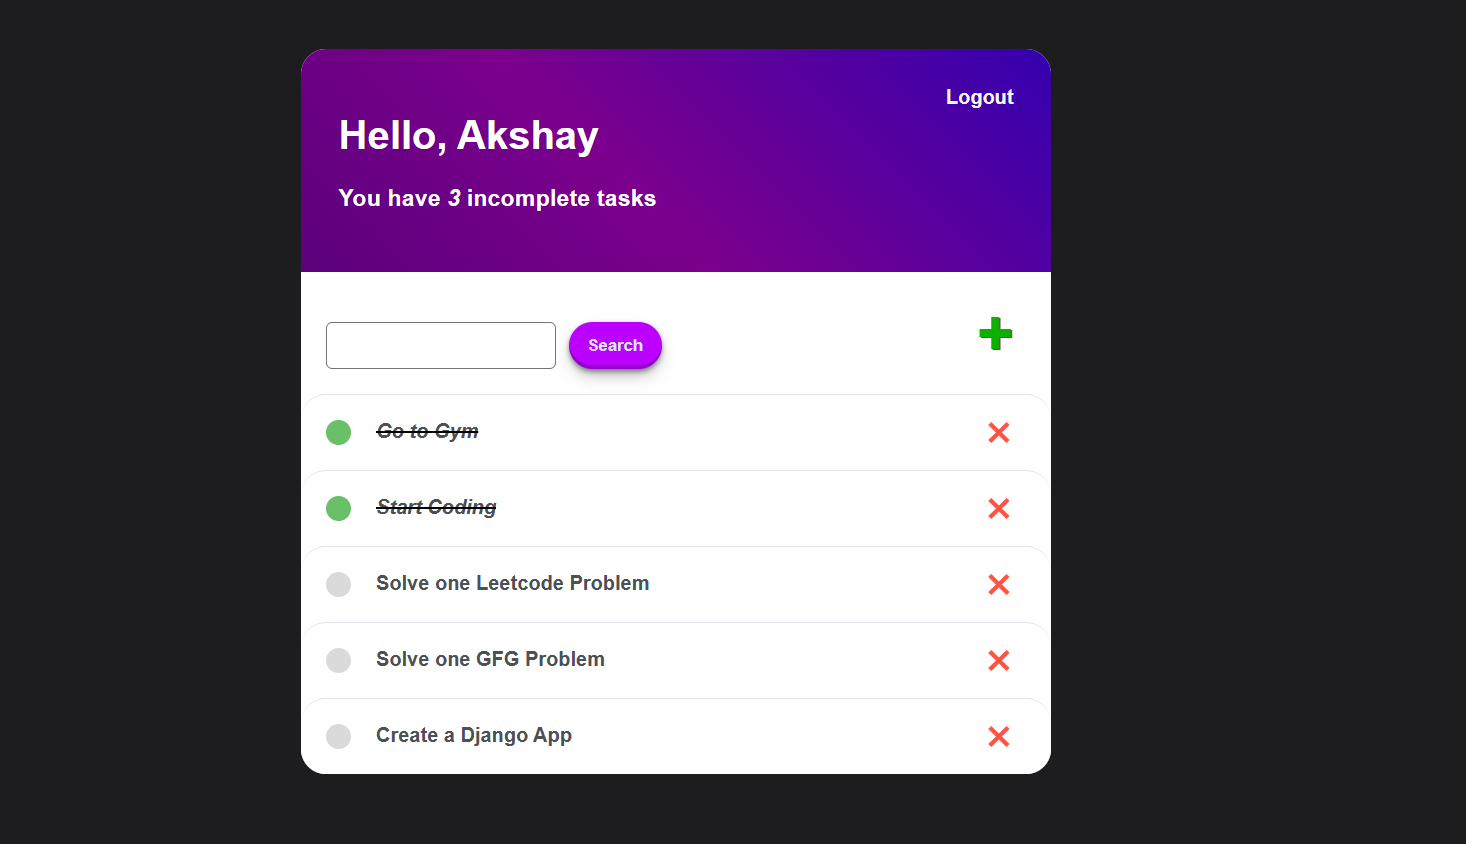 Logout
Hello, Akshay
You have 3 incomplete tasks
Search
Go to Gym
Start Coding
Solve one Leetcode Problem
Solve one GFG Problem
Create a Django App